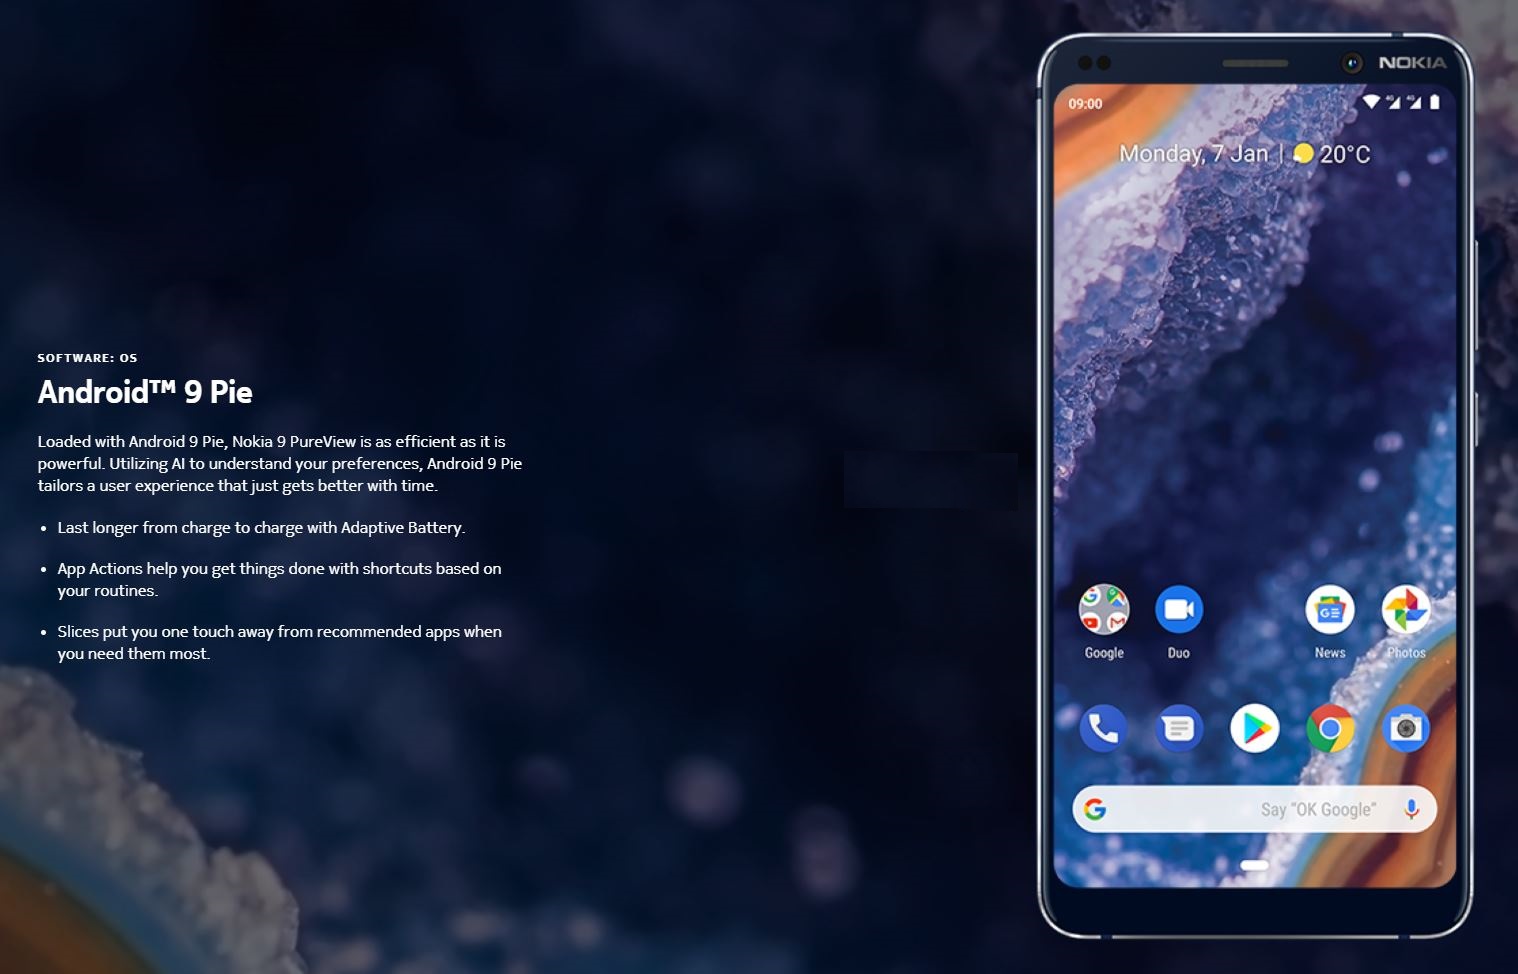 SOFTWARE: OS
Android™ 9 Pie
Loaded with Android 9 Pie, Nokia 9 PureView is as efficient as it is
powerful. Utilizing AI to understand your preferences, Android 9 Pie
tailors a user experience that just gets better with time.
• Last longer from charge to charge with Adaptive Battery.
• App Actions help you get things done with shortcuts based on
your routines.
• Slices put you one touch away from recommended apps when
you need them most.
NOKIA
09:00
4G 4G
Monday, 7 Jan | 20°C
Google Duo News Photos
Say “OK Google”